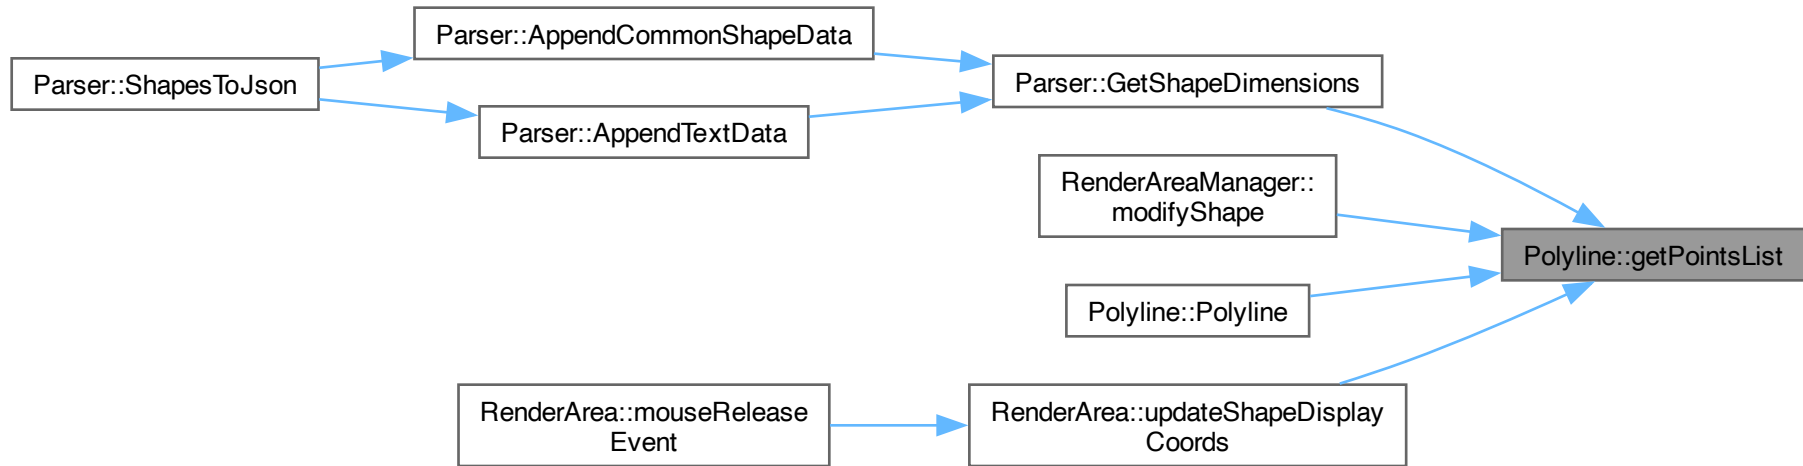 Parser::ShapesToJson
Parser::AppendCommonShapeData
Parser::AppendTextData
Parser::GetShapeDimensions
RenderAreaManager::
modifyShape
Polyline::Polyline
RenderArea::mouseRelease
Event
RenderArea::updateShapeDisplay
Coords
Polyline::getPointsList